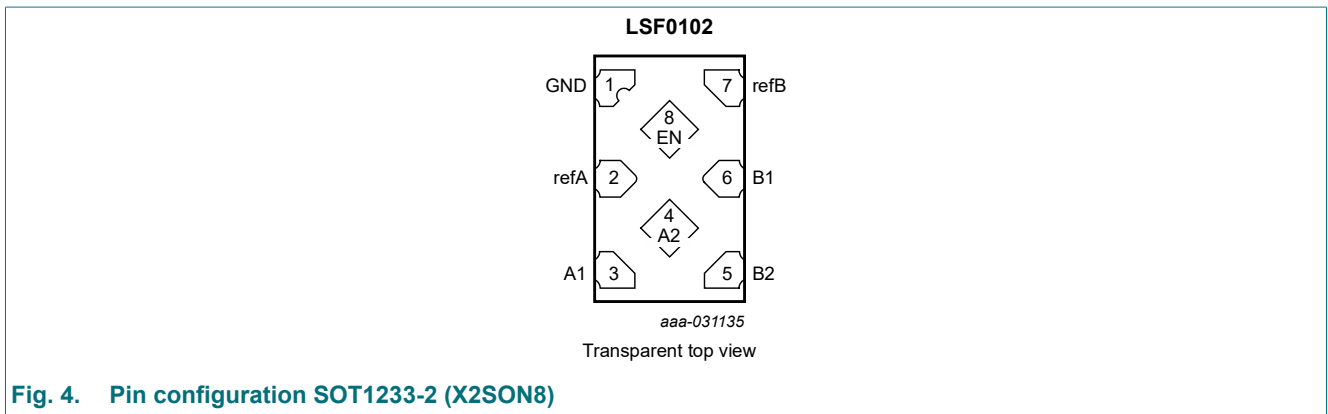 LSF0102
GND 1 7 refB
8
EN
refA 2 6 B1
4
A2
A1 3 5 B2
aaa-031135
Transparent top view
Fig. 4. Pin configuration SOT1233-2 (X2SON8)